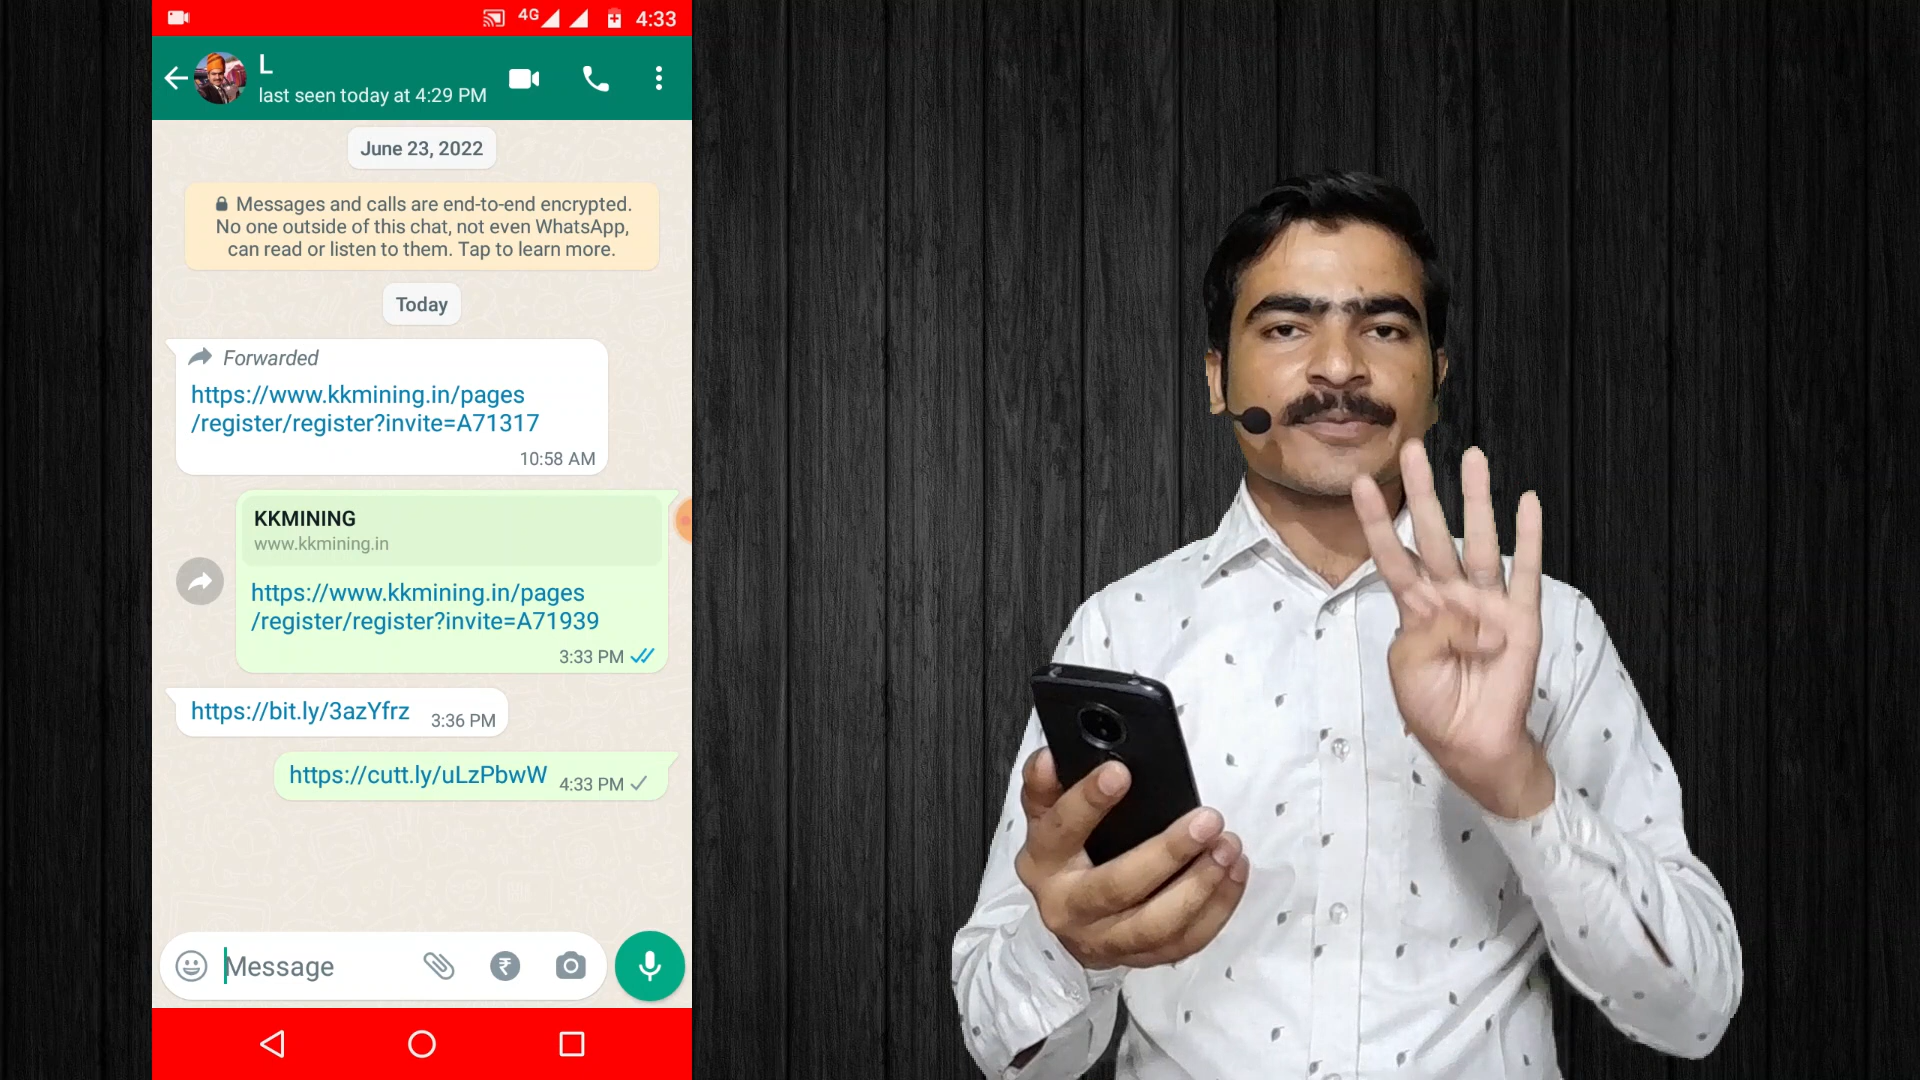 4G 4:33
L
last seen today at 4:29 PM
June 23, 2022
Messages and calls are end-to-end encrypted.
No one outside of this chat, not even WhatsApp,
can read or listen to them. Tap to learn more.
Today
Forwarded
https://www.kkmining.in/pages
/register/register?invite=A71317
10:58 AM
KKMINING
www.kkmining.in
https://www.kkmining.in/pages
/register/register?invite=A71939
3:33 PM
https://bit.ly/3azYfrz 3:36 PM
https://cutt.ly/uLzPbwW 4:33 PM
Message